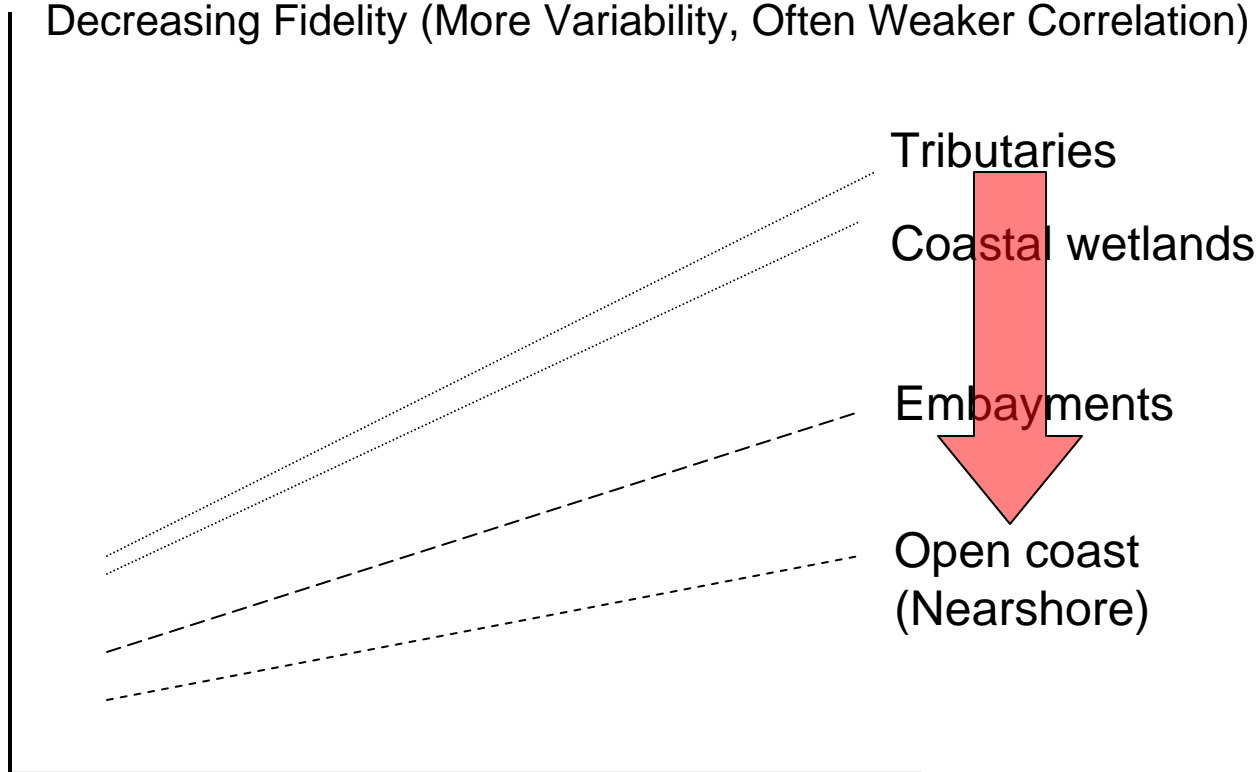 Decreasing Fidelity (More Variability, Often Weaker Correlation)
Tributaries
Coastal wetlands
Embayments
Open coast
(Nearshore)